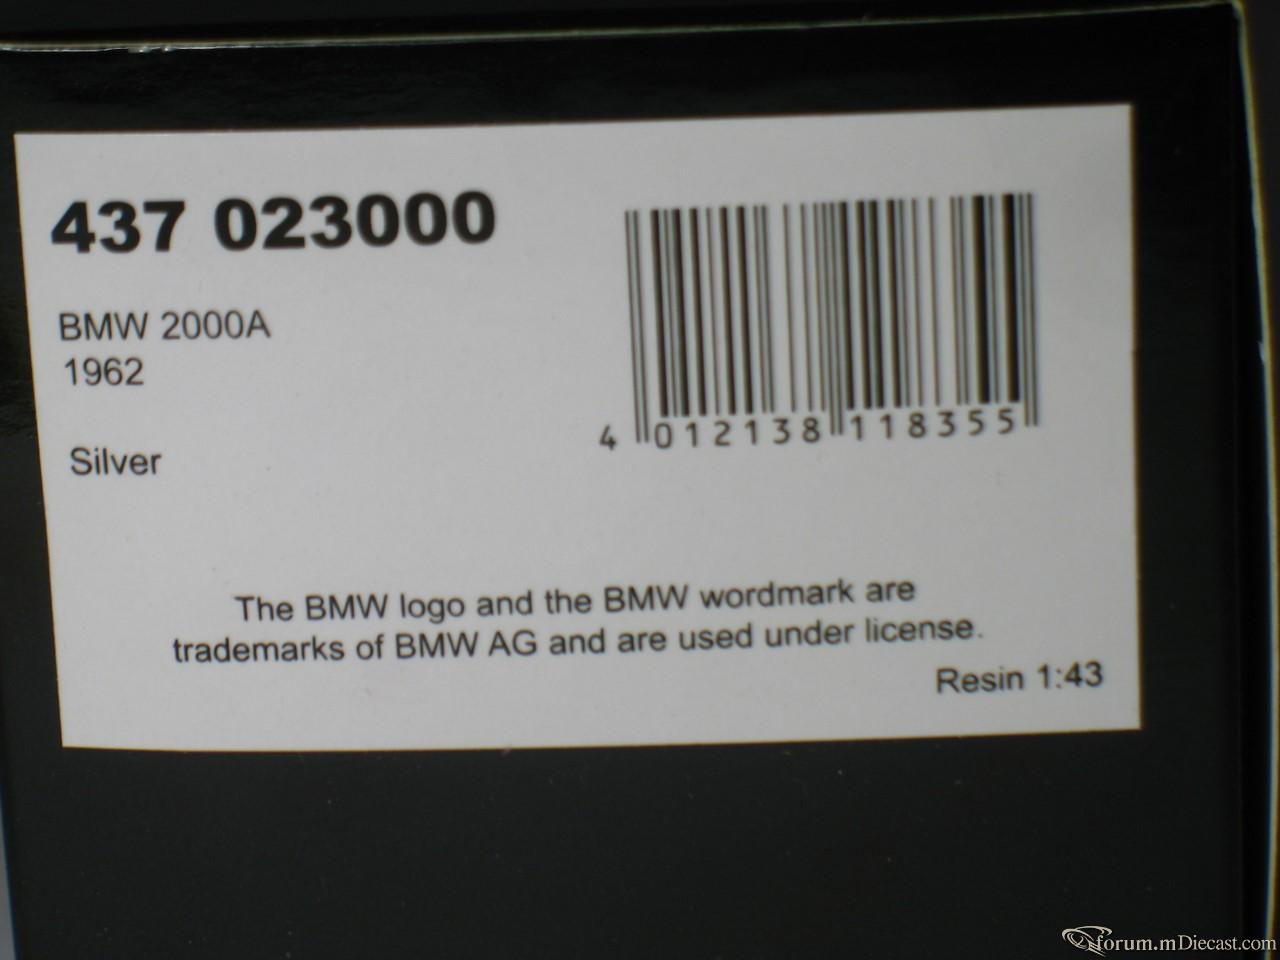 437 023000
BMW 2000A
1962
Silver
4 012138 118355
The BMW logo and the BMW wordmark are
trademarks of BMW AG and are used under license.
Resin 1:43
forum.mDiecast.com